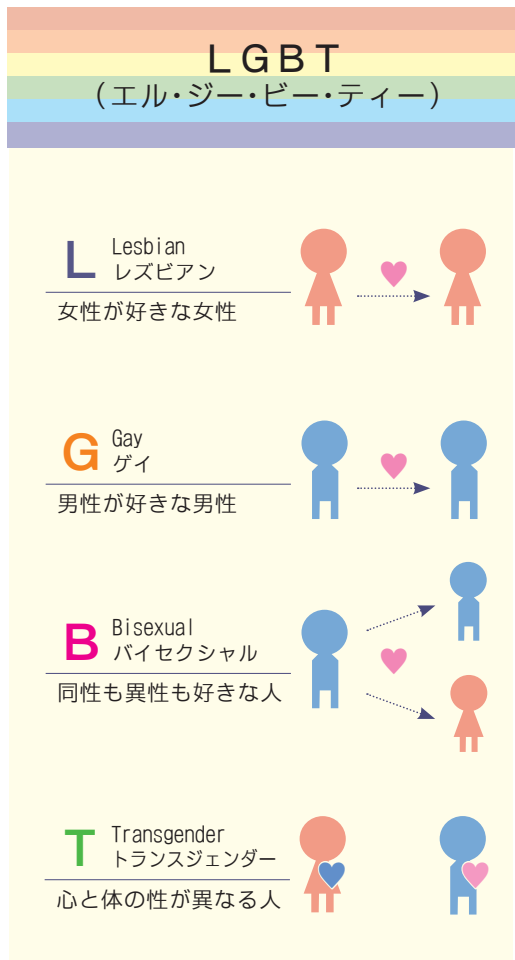 LGBT
（エル・ジー・ビー・ティー）
L
Lesbian
レズビアン
女性が好きな女性
G
Gay
ゲイ
男性が好きな男性
B
Bisexual
バイセクシャル
同性も異性も好きな人
T
Transgender
トランスジェンダー
心と体の性が異なる人